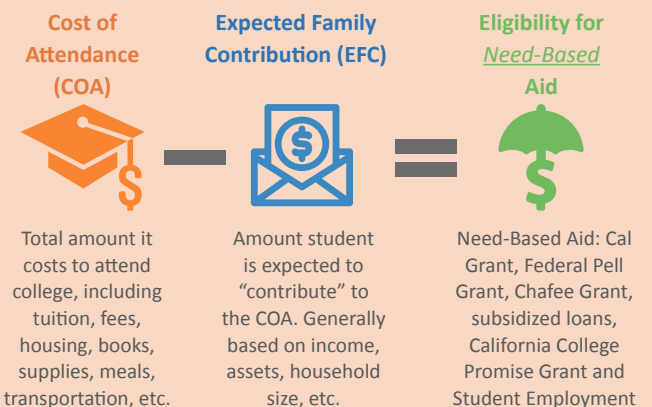 Cost of
Attendance
(COA)
Total amount it
costs to attend
college, including
tuition, fees,
housing, books,
supplies, meals,
transportation, etc.
Expected Family
Contribution (EFC)
$
Amount student
is expected to
“contribute” to
the COA. Generally
based on income,
assets, household
size, etc.
Eligibility for
Need-Based
Aid
Need-Based Aid: Cal
Grant, Federal Pell
Grant, Chafee Grant,
subsidized loans,
California College
Promise Grant and
Student Employment